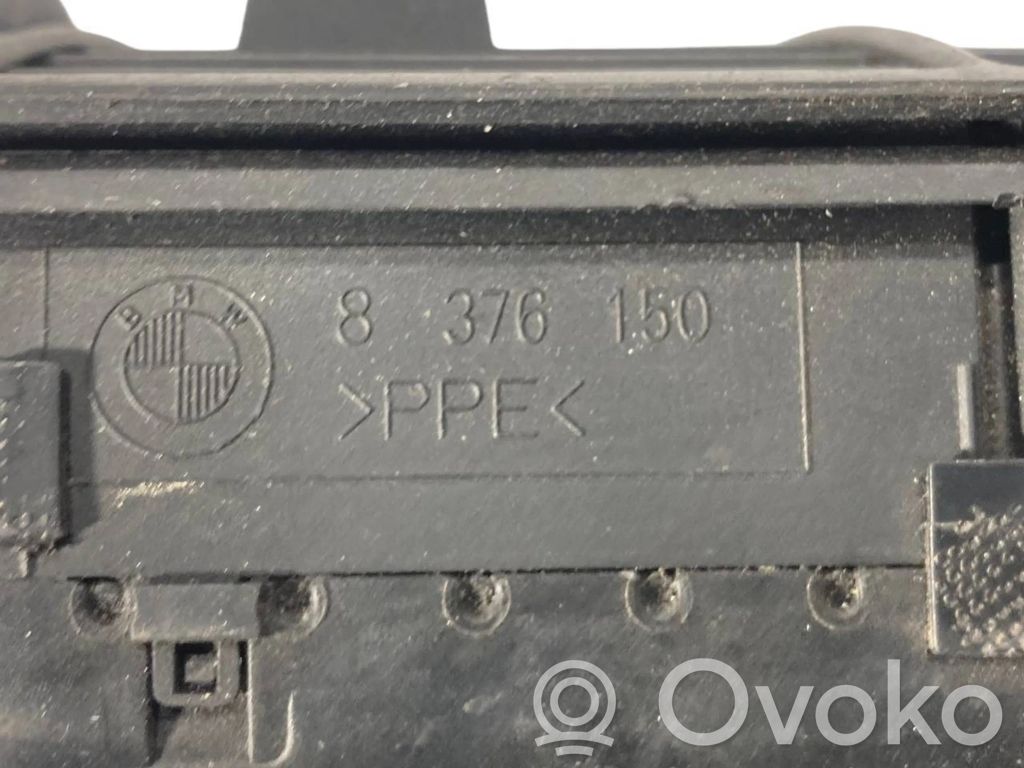 BMW
8 376 150
>PPE<
Ovoko